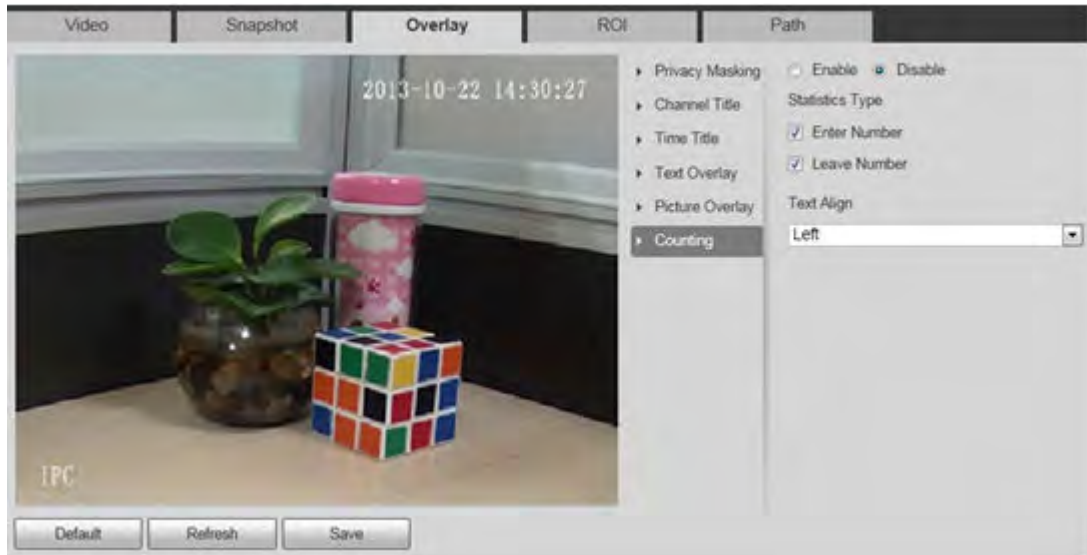 Video Snapshot Overlay ROI Path
2013-10-22 14:30:27
IPC
Privacy Masking
Channel Title
Time Title
Text Overlay
Picture Overlay
Counting
Enable Disable
Statistics Type
Enter Number
Leave Number
Text Align
Left
Default Refresh Save